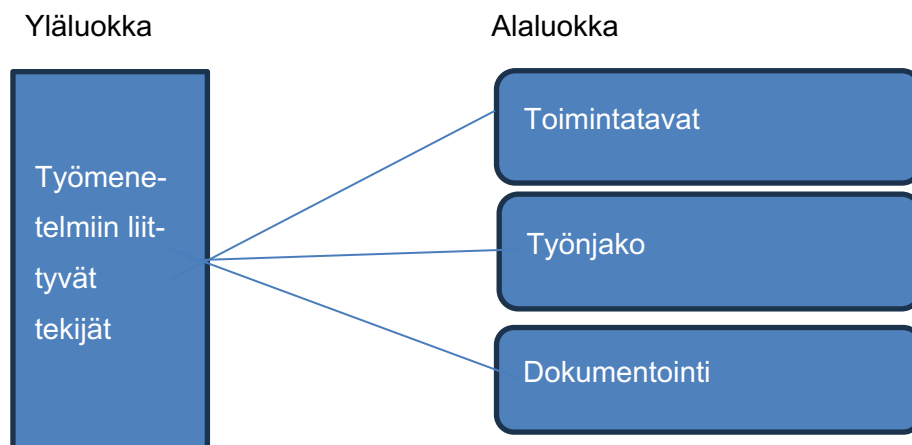 Yläluokka
Alaluokka
Työmene-
telmiin liit-
tyvät
tekijät
Toimintatavat
Työnjako
Dokumentointi